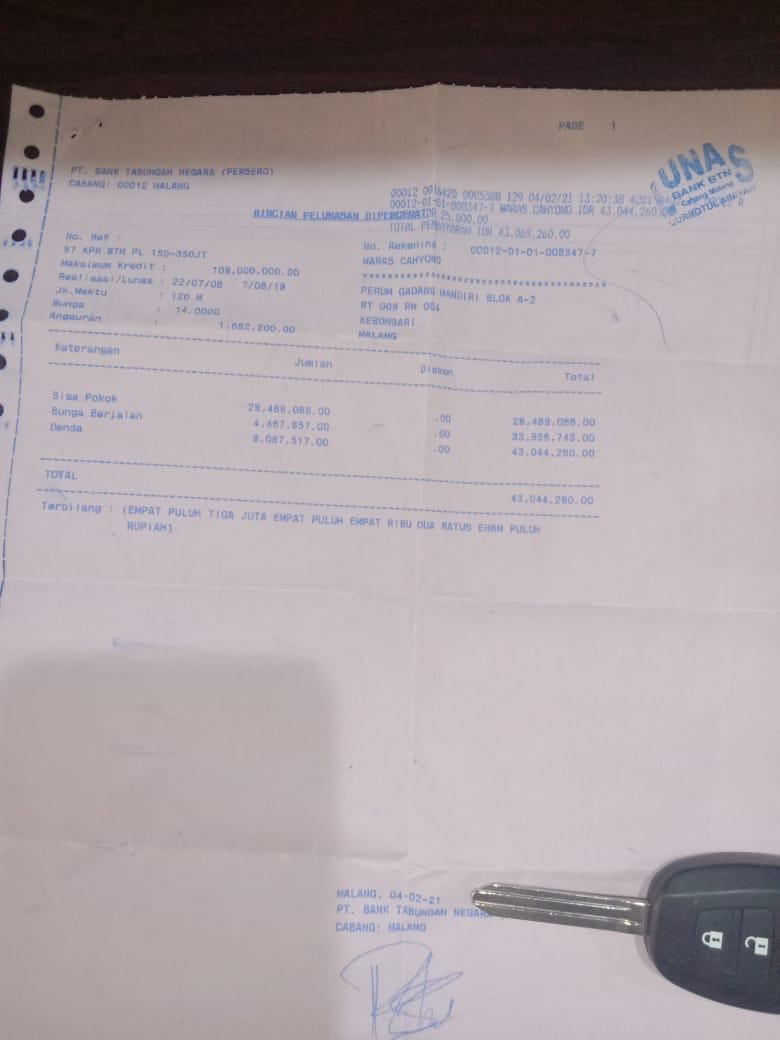 PAGE 1
PT. BANK TABUNGAN NEGARA (PERSERO)
CABANG: 00012 MALANG
LUNAS
BANK BTN
Cabang Malang
QURROTUL AINIYAH
00012 0016420 0005388 129 04/02/21 13:20:38 4201
00012-01-01-008347-7 WARAS CAHYONO IDR 43,044,260
RINCIAN PELUNASAN DIPERCEPAT IDR 25,000.00
TOTAL PEMBAYARAN IDR 43,069,260.00
No. Ref :
97 KPR BTN PL 150-350JT
Maksimum Kredit : 109,000,000.00
Realisasi/Lunas : 22/07/08 7/08/18
Jk.Waktu : 120 M
Bunga : 14.0000
Angsuran : 1,682,200.00
No. Rekening : 00012-01-01-008347-7
WARAS CAHYONO
PERUM GADANG MANDIRI BLOK A-2
RT 009 RW 004
KEBONSARI
MALANG
Keterangan Jumlah Diskon Total
Sisa Pokok 29,489,086.00 .00 29,489,086.00
Bunga Berjalan 4,467,657.00 .00 33,956,743.00
Denda 9,087,517.00 .00 43,044,260.00
TOTAL 43,044,260.00
Terbilang : (EMPAT PULUH TIGA JUTA EMPAT PULUH EMPAT RIBU DUA RATUS ENAM PULUH
RUPIAH)
MALANG, 04-02-21
PT. BANK TABUNGAN NEGARA
CABANG: MALANG